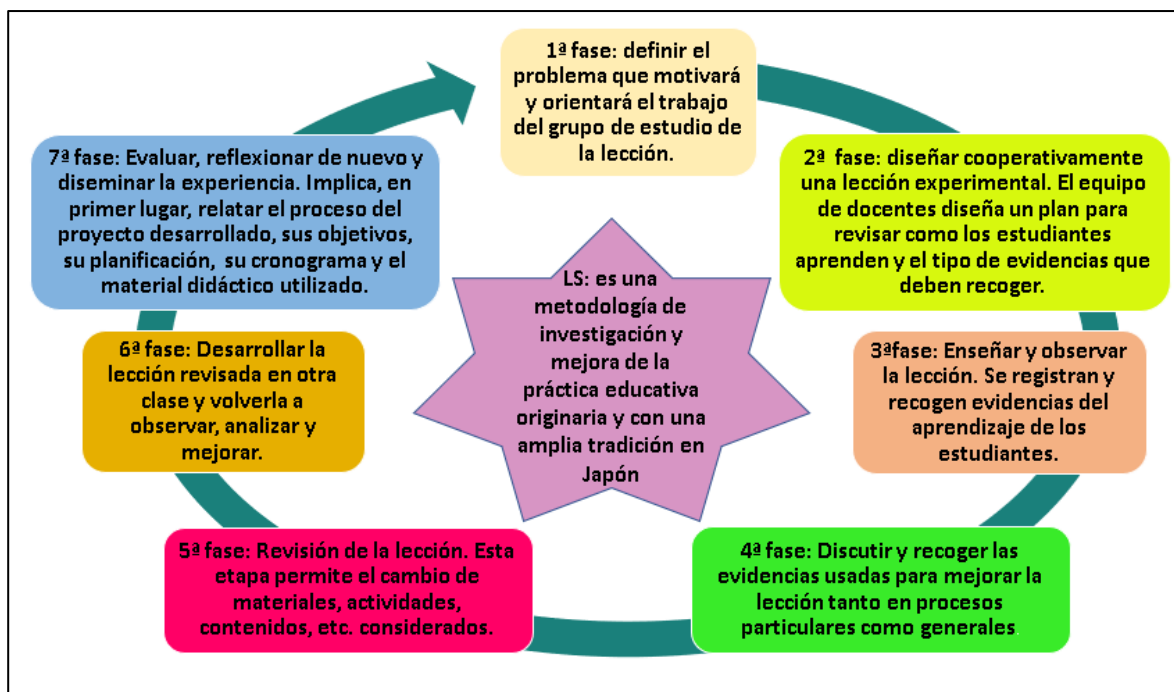 1ª fase: definir el
problema que motivará
y orientará el trabajo
del grupo de estudio de
la lección.
2ª fase: diseñar cooperativamente
una lección experimental. El equipo
de docentes diseña un plan para
revisar como los estudiantes
aprenden y el tipo de evidencias que
deben recoger.
3ªfase: Enseñar y observar
la lección. Se registran y
recogen evidencias del
aprendizaje de los
estudiantes.
4ª fase: Discutir y recoger las
evidencias usadas para mejorar la
lección tanto en procesos
particulares como generales.
5ª fase: Revisión de la lección. Esta
etapa permite el cambio de
materiales, actividades,
contenidos, etc. considerados.
6ª fase: Desarrollar la
lección revisada en otra
clase y volverla a
observar, analizar y
mejorar.
7ª fase: Evaluar, reflexionar de nuevo y
diseminar la experiencia. Implica, en
primer lugar, relatar el proceso del
proyecto desarrollado, sus objetivos,
su planificación, su cronograma y el
material didáctico utilizado.
LS: es una
metodología de
investigación y
mejora de la
práctica educativa
originaria y con una
amplia tradición en
Japón